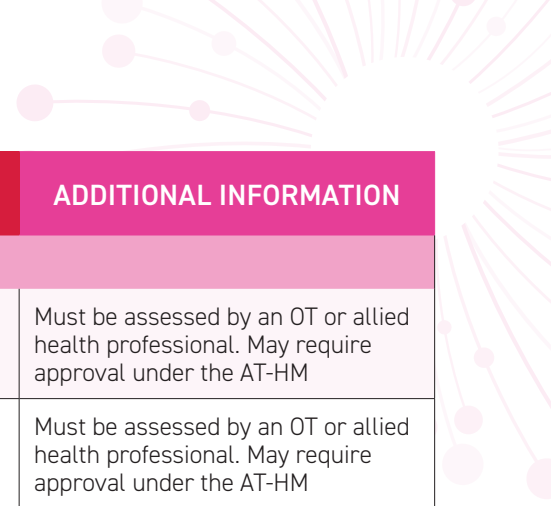 ADDITIONAL INFORMATION
Must be assessed by an OT or allied
health professional. May require
approval under the AT-HM
Must be assessed by an OT or allied
health professional. May require
approval under the AT-HM